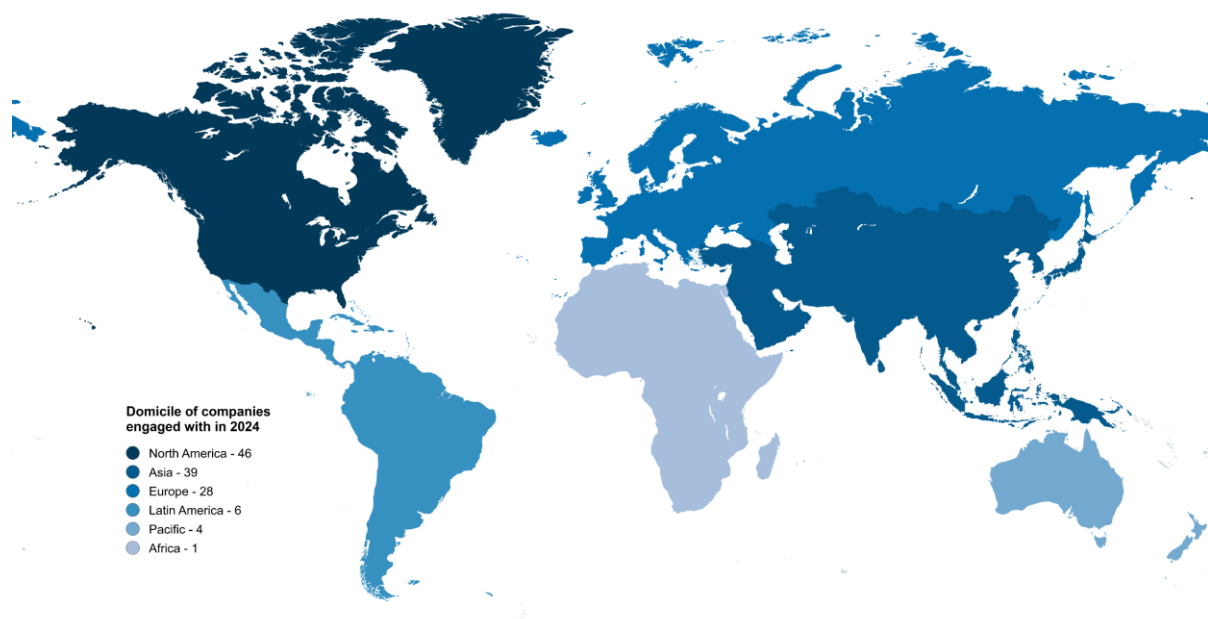 Domicile of companies
engaged with in 2024
North America - 46
Asia - 39
Europe - 28
Latin America - 6
Pacific - 4
Africa - 1